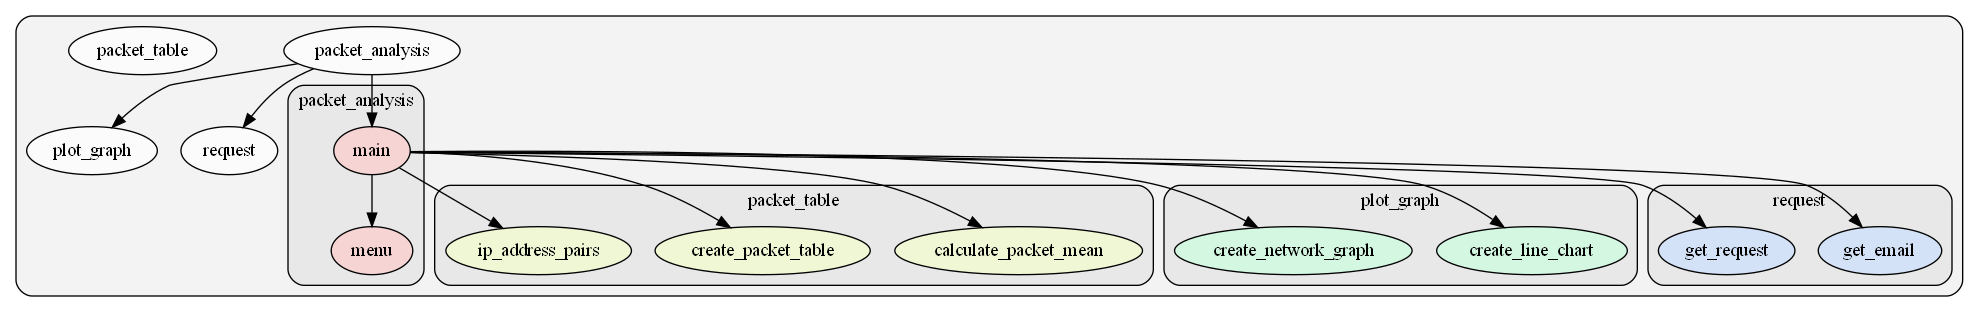 packet_table
packet_analysis
packet_analysis
plot_graph
request
main
packet_table
plot_graph
request
menu
ip_address_pairs
create_packet_table
calculate_packet_mean
create_network_graph
create_line_chart
get_request
get_email